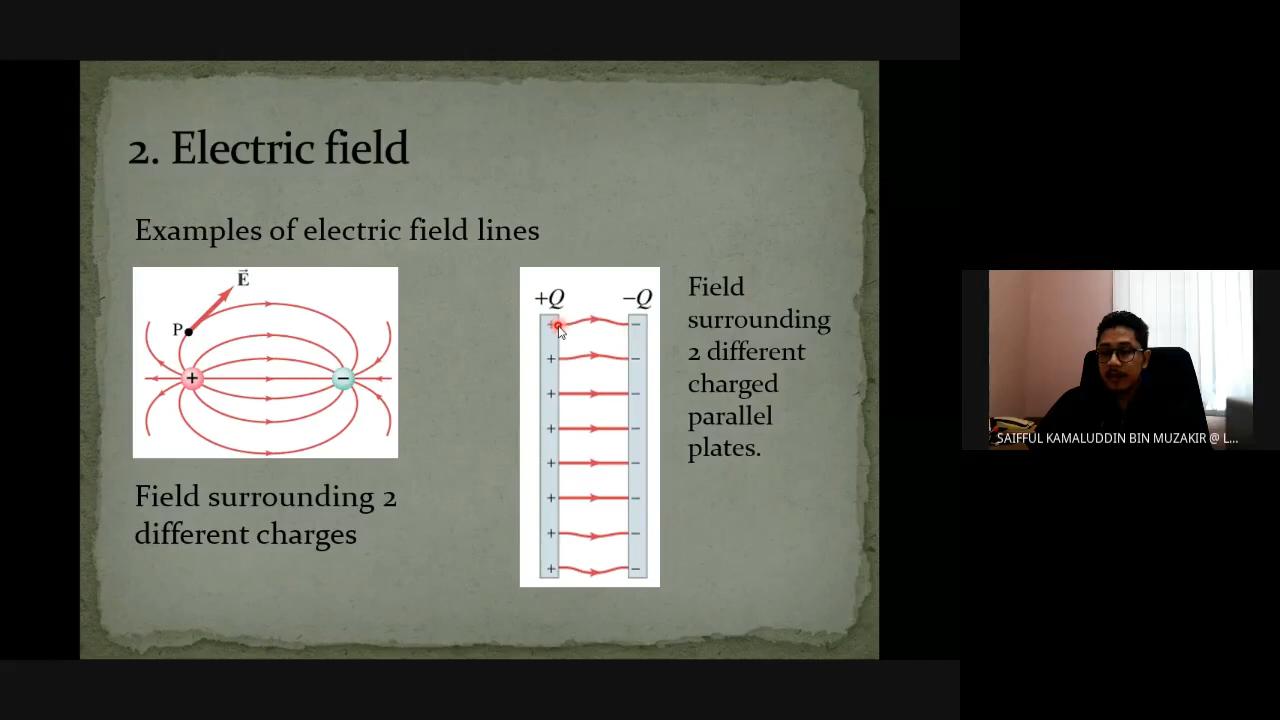 2. Electric field
Examples of electric field lines
E
P
+
−
Field surrounding 2
different charges
+Q −Q
+ −
+ −
+ −
+ −
+ −
+ −
+ −
+ −
Field
surrounding
2 different
charged
parallel
plates.
SAIFFUL KAMALUDDIN BIN MUZAKIR @ L...